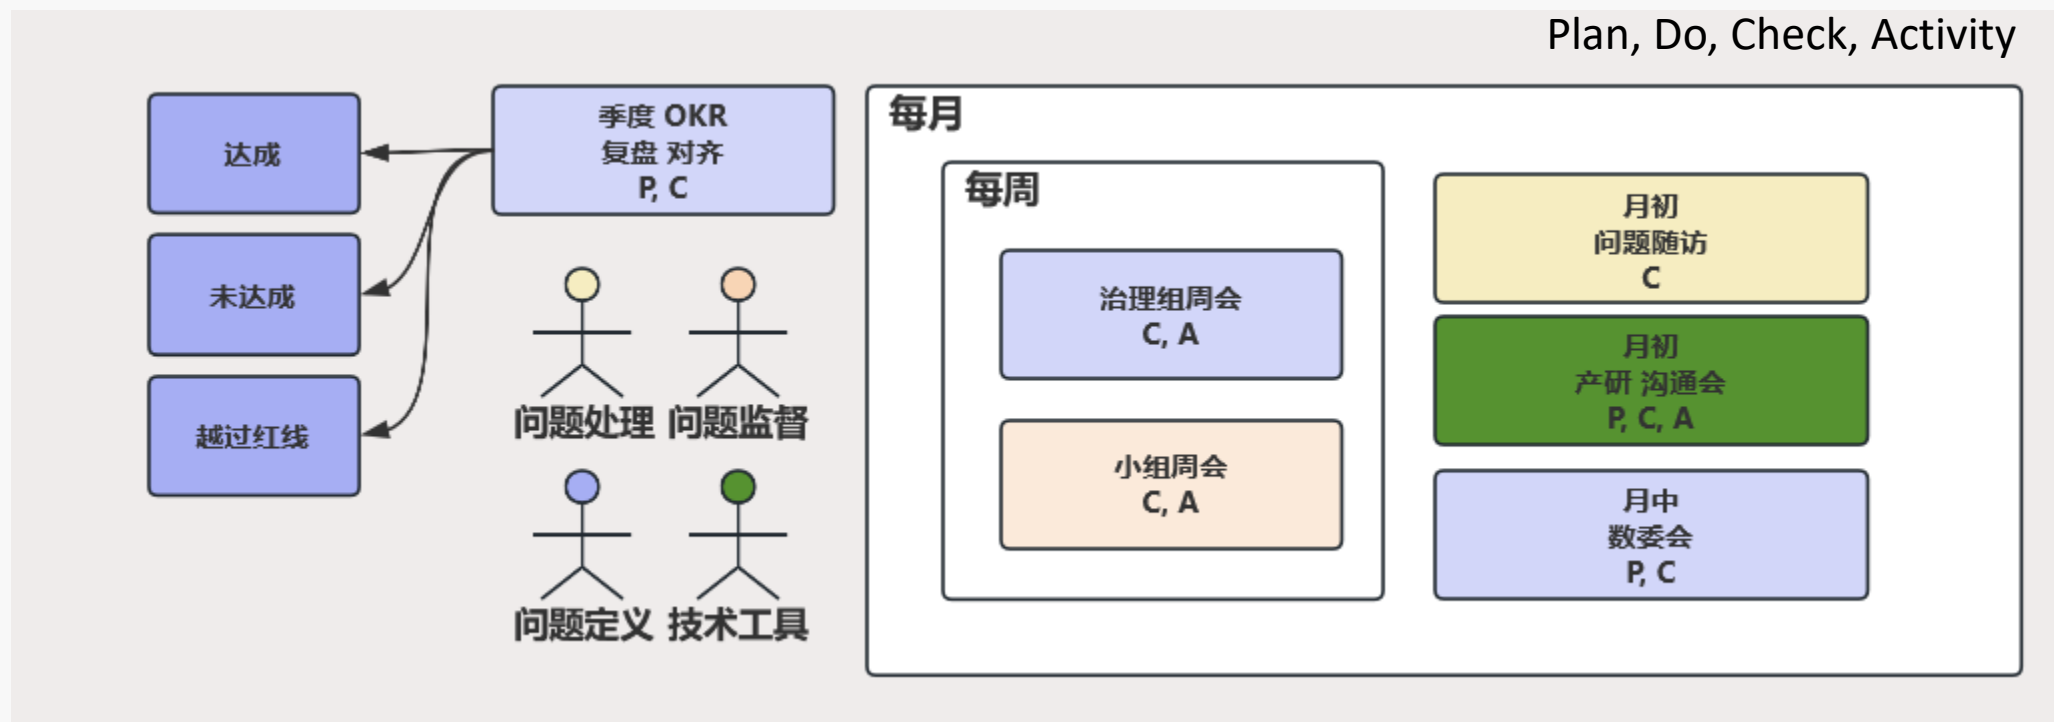 Plan, Do, Check, Activity
达成
未达成
越过红线
季度 OKR
复盘 对齐
P, C
问题处理
问题监督
问题定义
技术工具
每月
每周
治理组周会
C, A
小组周会
C, A
月初
问题随访
C
月初
产研 沟通会
P, C, A
月中
数委会
P, C